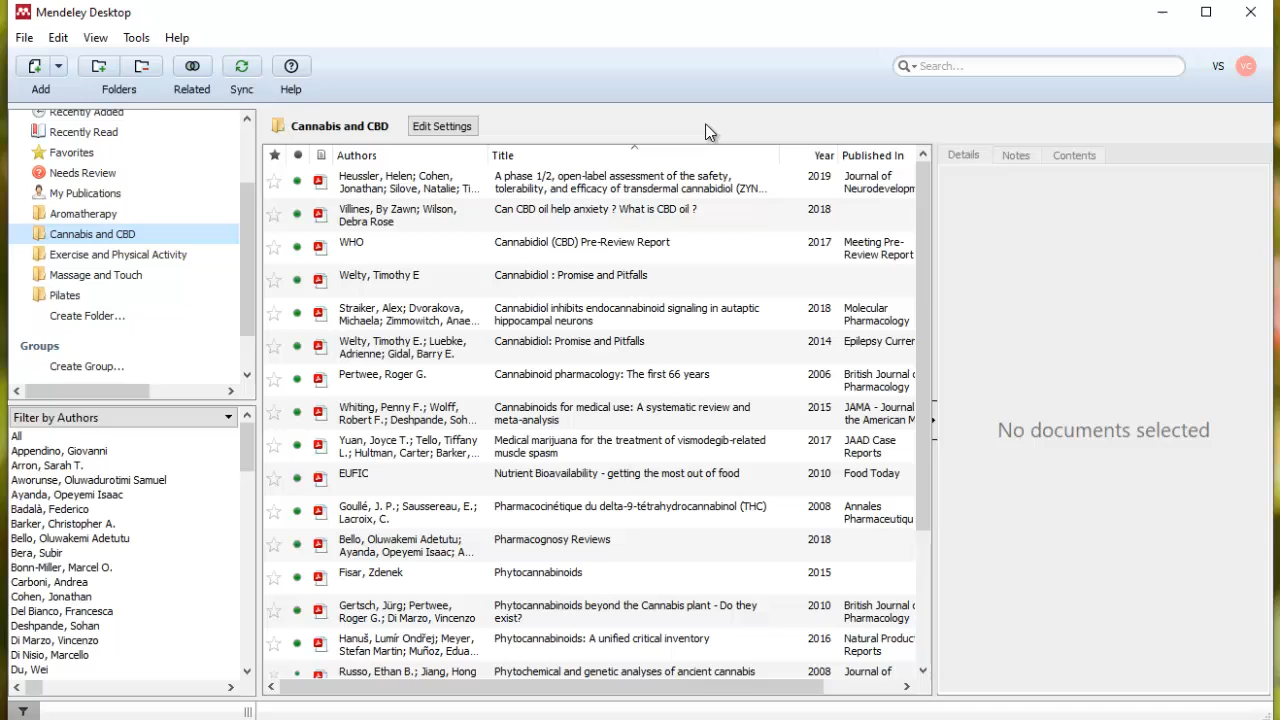 Mendeley Desktop
File Edit View Tools Help
Search...
VS VC
Add Folders Related Sync Help
Recently Added
Recently Read
Favorites
Needs Review
My Publications
Aromatherapy
Cannabis and CBD
Exercise and Physical Activity
Massage and Touch
Pilates
Create Folder...
Groups
Create Group...
Filter by Authors
All
Appendino, Giovanni
Arron, Sarah T.
Aworunse, Oluwadurotimi Samuel
Ayanda, Opeyemi Isaac
Badalà, Federico
Barker, Christopher A.
Bello, Oluwakemi Adetutu
Bera, Subir
Bonn-Miller, Marcel O.
Carboni, Andrea
Cohen, Jonathan
Del Bianco, Francesca
Deshpande, Sohan
Di Marzo, Vincenzo
Di Nisio, Marcello
Du, Wei
Cannabis and CBD Edit Settings
Authors Title Year Published In
Heussler, Helen; Cohen, A phase 1/2, open-label assessment of the safety, 2019 Journal of
Jonathan; Silove, Natalie; Ti... tolerability, and efficacy of transdermal cannabidiol (ZYN... Neurodevelopm
Villines, By Zawn; Wilson, Can CBD oil help anxiety ? What is CBD oil ? 2018
Debra Rose
WHO Cannabidiol (CBD) Pre-Review Report 2017 Meeting Pre-
Review Report
Welty, Timothy E Cannabidiol : Promise and Pitfalls
Straiker, Alex; Dvorakova, Cannabidiol inhibits endocannabinoid signaling in autaptic 2018 Molecular
Michaela; Zimmowitch, Anae... hippocampal neurons Pharmacology
Welty, Timothy E.; Luebke, Cannabidiol: Promise and Pitfalls 2014 Epilepsy Curren
Adrienne; Gidal, Barry E.
Pertwee, Roger G. Cannabinoid pharmacology: The first 66 years 2006 British Journal o
Pharmacology
Whiting, Penny F.; Wolff, Cannabinoids for medical use: A systematic review and 2015 JAMA - Journal
Robert F.; Deshpande, Soh... meta-analysis the American M
Yuan, Joyce T.; Tello, Tiffany Medical marijuana for the treatment of vismodegib-related 2017 JAAD Case
L.; Hultman, Carter; Barker,... muscle spasm Reports
EUFIC Nutrient Bioavailability - getting the most out of food 2010 Food Today
Goullé, J. P.; Saussereau, E.; Pharmacocinétique du delta-9-tétrahydrocannabinol (THC) 2008 Annales
Lacroix, C. Pharmaceutiqu
Bello, Oluwakemi Adetutu; Pharmacognosy Reviews 2018
Ayanda, Opeyemi Isaac; A...
Fisar, Zdenek Phytocannabinoids 2015
Gertsch, Jürg; Pertwee, Phytocannabinoids beyond the Cannabis plant - Do they 2010 British Journal o
Roger G.; Di Marzo, Vincenzo exist? Pharmacology
Hanuš, Lumír Ondřej; Meyer, Phytocannabinoids: A unified critical inventory 2016 Natural Produc
Stefan Martin; Muñoz, Edua... Reports
Russo, Ethan B.; Jiang, Hong Phytochemical and genetic analyses of ancient cannabis 2008 Journal of
Details Notes Contents
No documents selected